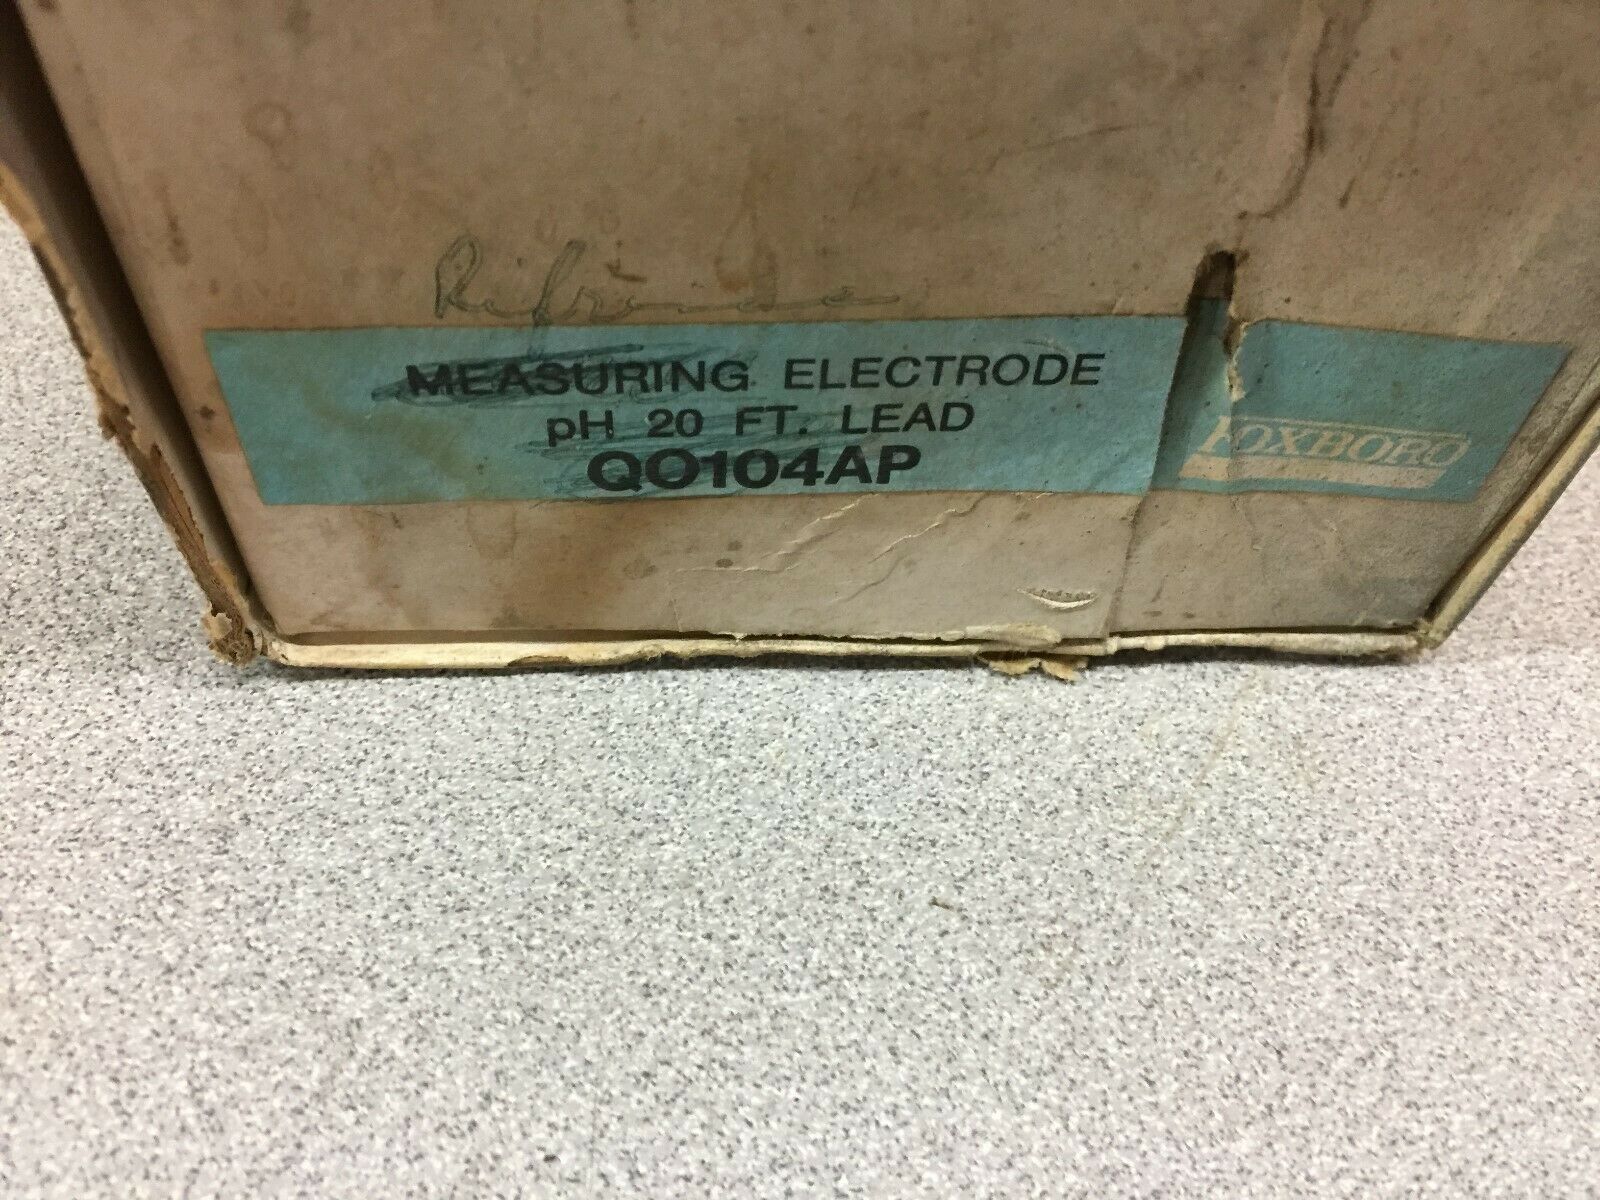 MEASURING ELECTRODE
pH 20 FT. LEAD
QO104AP
FOXBORO